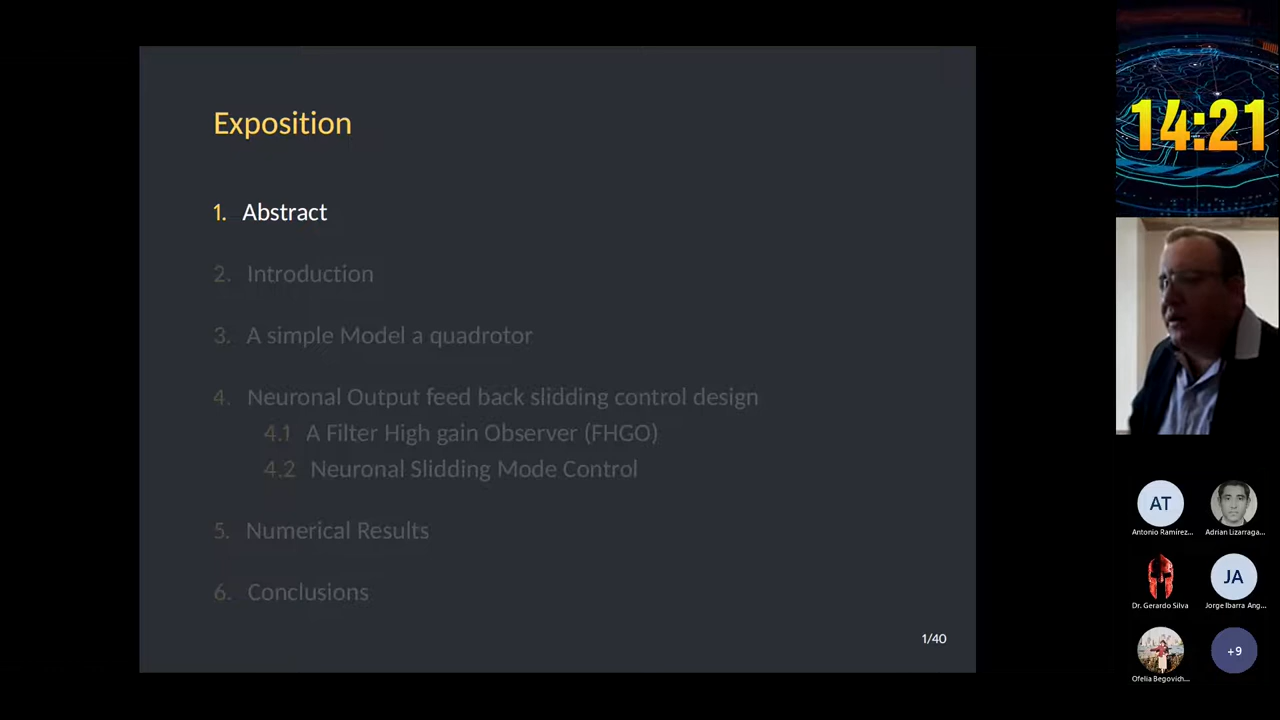 Exposition
1. Abstract
2. Introduction
3. A simple Model a quadrotor
4. Neuronal Output feed back slidding control design
4.1 A Filter High gain Observer (FHGO)
4.2 Neuronal Slidding Mode Control
5. Numerical Results
6. Conclusions
1/40
14:21
AT
Antonio Ramirez...
Adrian Lizarraga...
Dr. Gerardo Silva
JA
Jorge Ibarra Ang...
Ofelia Begovich...
+9